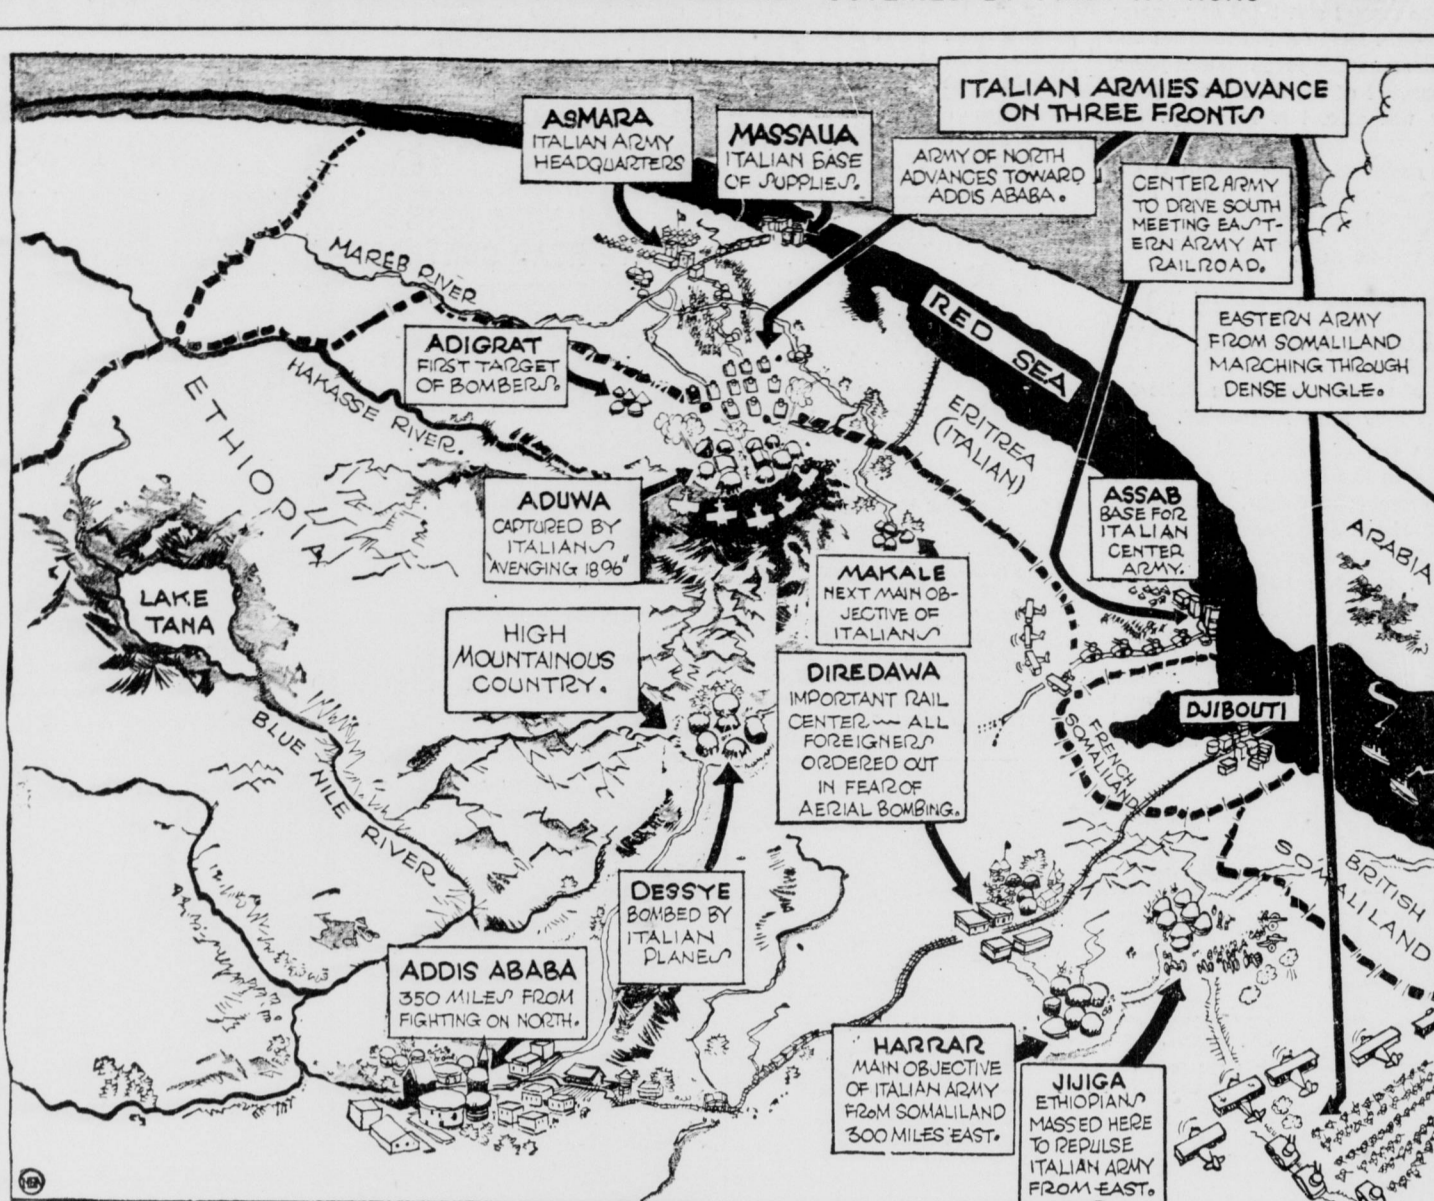 ITALIAN ARMIES ADVANCE
ON THREE FRONTS
ASMARA
ITALIAN ARMY
HEADQUARTERS
MASSAUA
ITALIAN BASE
OF SUPPLIES.
ARMY OF NORTH
ADVANCES TOWARD
ADDIS ABABA.
CENTER ARMY
TO DRIVE SOUTH
MEETING EAST-
ERN ARMY AT
RAILROAD.
EASTERN ARMY
FROM SOMALILAND
MARCHING THROUGH
DENSE JUNGLE.
MAREB RIVER
RED SEA
ADIGRAT
FIRST TARGET
OF BOMBERS.
HAKASSE RIVER.
ETHIOPIA
ERITREA
(ITALIAN)
ADUWA
CAPTURED BY
ITALIANS
"AVENGING 1896"
ASSAB
BASE FOR
ITALIAN
CENTER
ARMY.
ARABIA
MAKALE
NEXT MAIN OB-
JECTIVE OF
ITALIANS
LAKE
TANA
HIGH
MOUNTAINOUS
COUNTRY.
DIREDAWA
IMPORTANT RAIL
CENTER — ALL
FOREIGNERS
ORDERED OUT
IN FEAR OF
AERIAL BOMBING.
DJIBOUTI
FRENCH
SOMALILAND
BLUE NILE RIVER
BRITISH
SOMALILAND
DESSYE
BOMBED BY
ITALIAN
PLANES
ADDIS ABABA
350 MILES FROM
FIGHTING ON NORTH.
HARRAR
MAIN OBJECTIVE
OF ITALIAN ARMY
FROM SOMALILAND
300 MILES EAST.
JIJIGA
ETHIOPIANS
MASSED HERE
TO REPULSE
ITALIAN ARMY
FROM EAST.
NEA